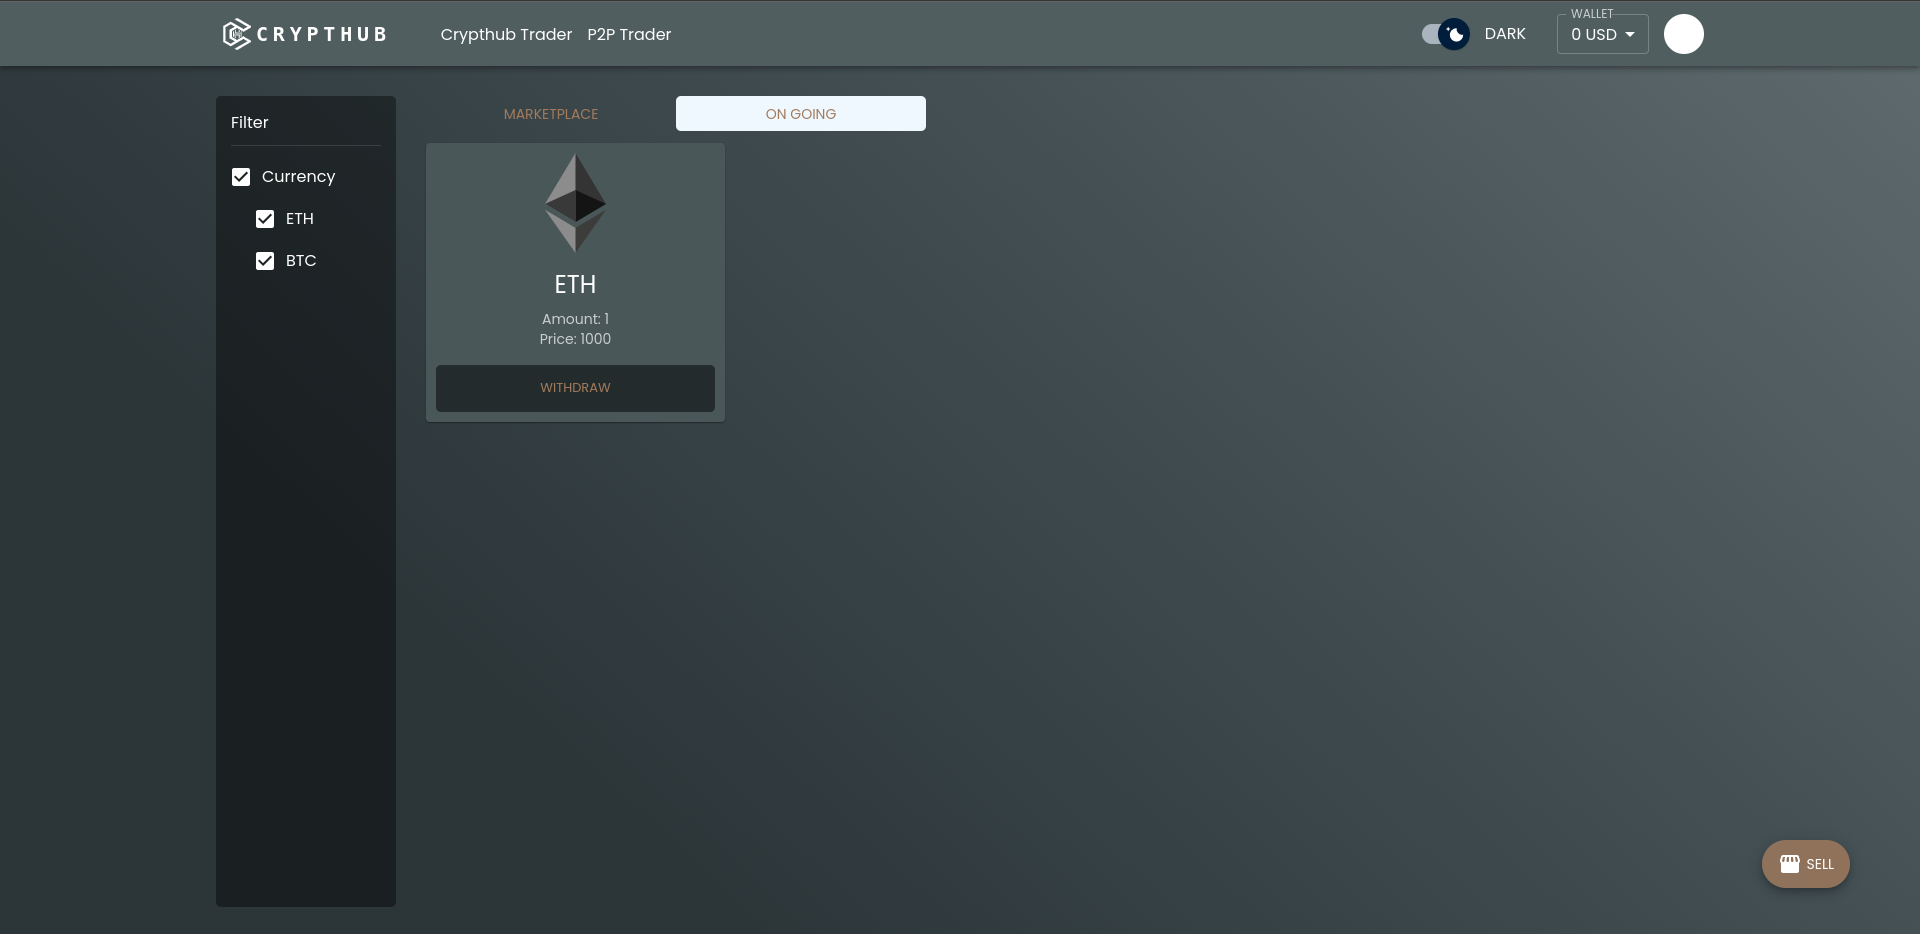 CRYPTHUB
Crypthub Trader
P2P Trader
DARK
WALLET
0 USD
Filter
Currency
ETH
BTC
MARKETPLACE
ON GOING
ETH
Amount: 1
Price: 1000
WITHDRAW
SELL